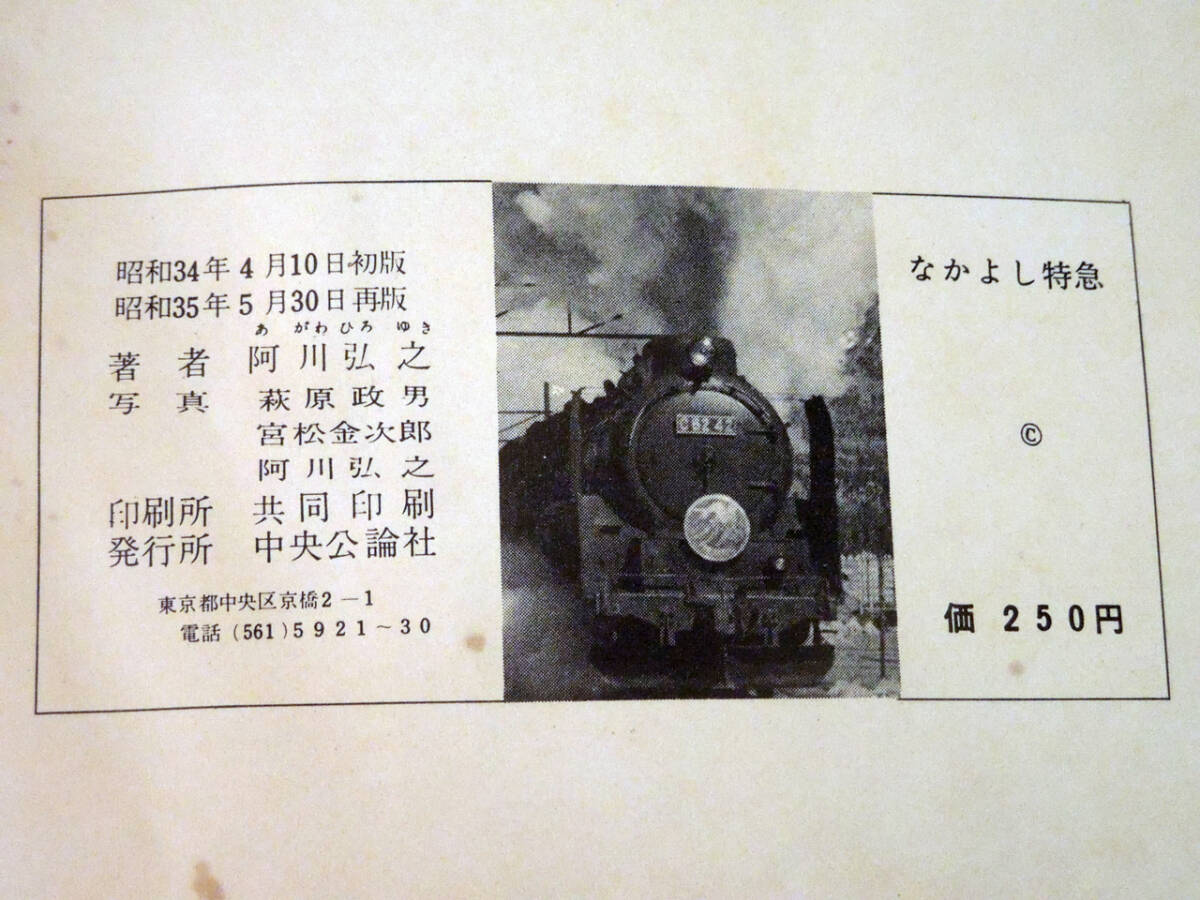 昭和34年4月10日初版
昭和35年5月30日再版
あがわひろゆき
著者 阿川弘之
写真 萩原政男
宮松金次郎
阿川弘之
印刷所 共同印刷
発行所 中央公論社
東京都中央区京橋2-1
電話(561)5921~30
C62 42
なかよし特急
©
価 250円